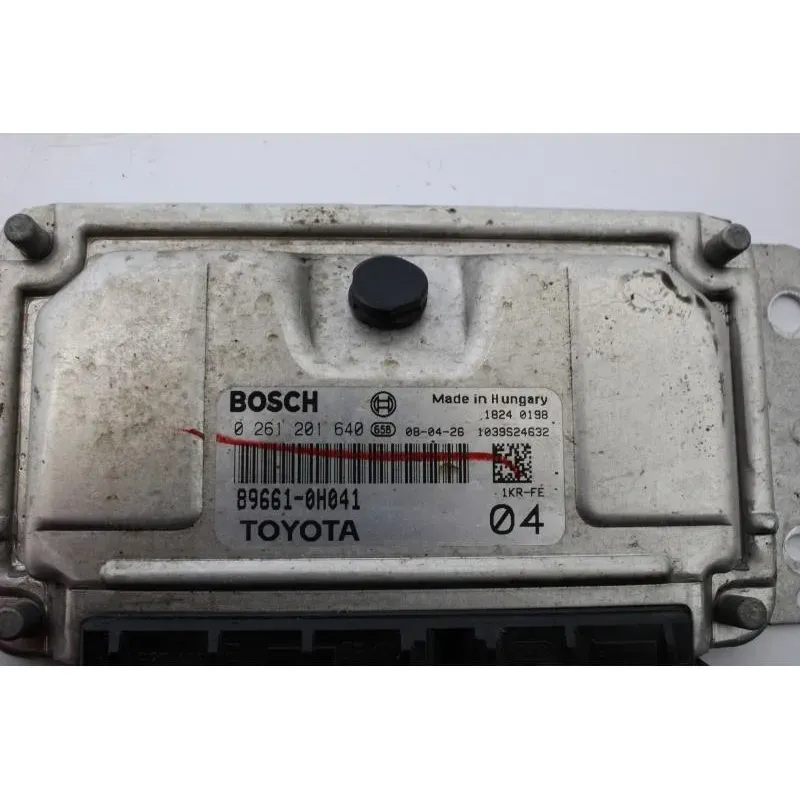 BOSCH Made in Hungary
1824 0198
0 261 201 640 658 08-04-26 1039S24632
89661-0H041 1KR-FE
TOYOTA 04